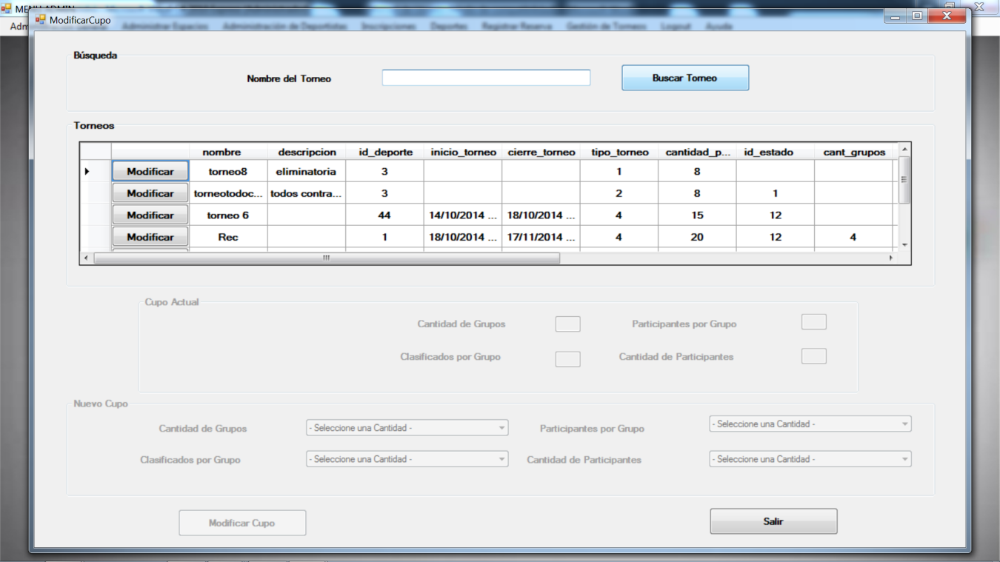 MENU ADMIN
ModificarCupo
Administrar Espacios Administración de Deportistas Inscripciones Deportes Registrar Reserva Gestión de Torneos Logout Ayuda
Búsqueda
Nombre del Torneo Buscar Torneo
Torneos
nombre descripcion id_deporte inicio_torneo cierre_torneo tipo_torneo cantidad_p... id_estado cant_grupos
Modificar torneo8 eliminatoria 3 1 8
Modificar torneotodoc... todos contra... 3 2 8 1
Modificar torneo 6 44 14/10/2014 ... 18/10/2014 ... 4 15 12
Modificar Rec 1 18/10/2014 ... 17/11/2014 ... 4 20 12 4
Cupo Actual
Cantidad de Grupos Participantes por Grupo
Clasificados por Grupo Cantidad de Participantes
Nuevo Cupo
Cantidad de Grupos - Seleccione una Cantidad - Participantes por Grupo - Seleccione una Cantidad -
Clasificados por Grupo - Seleccione una Cantidad - Cantidad de Participantes - Seleccione una Cantidad -
Modificar Cupo Salir